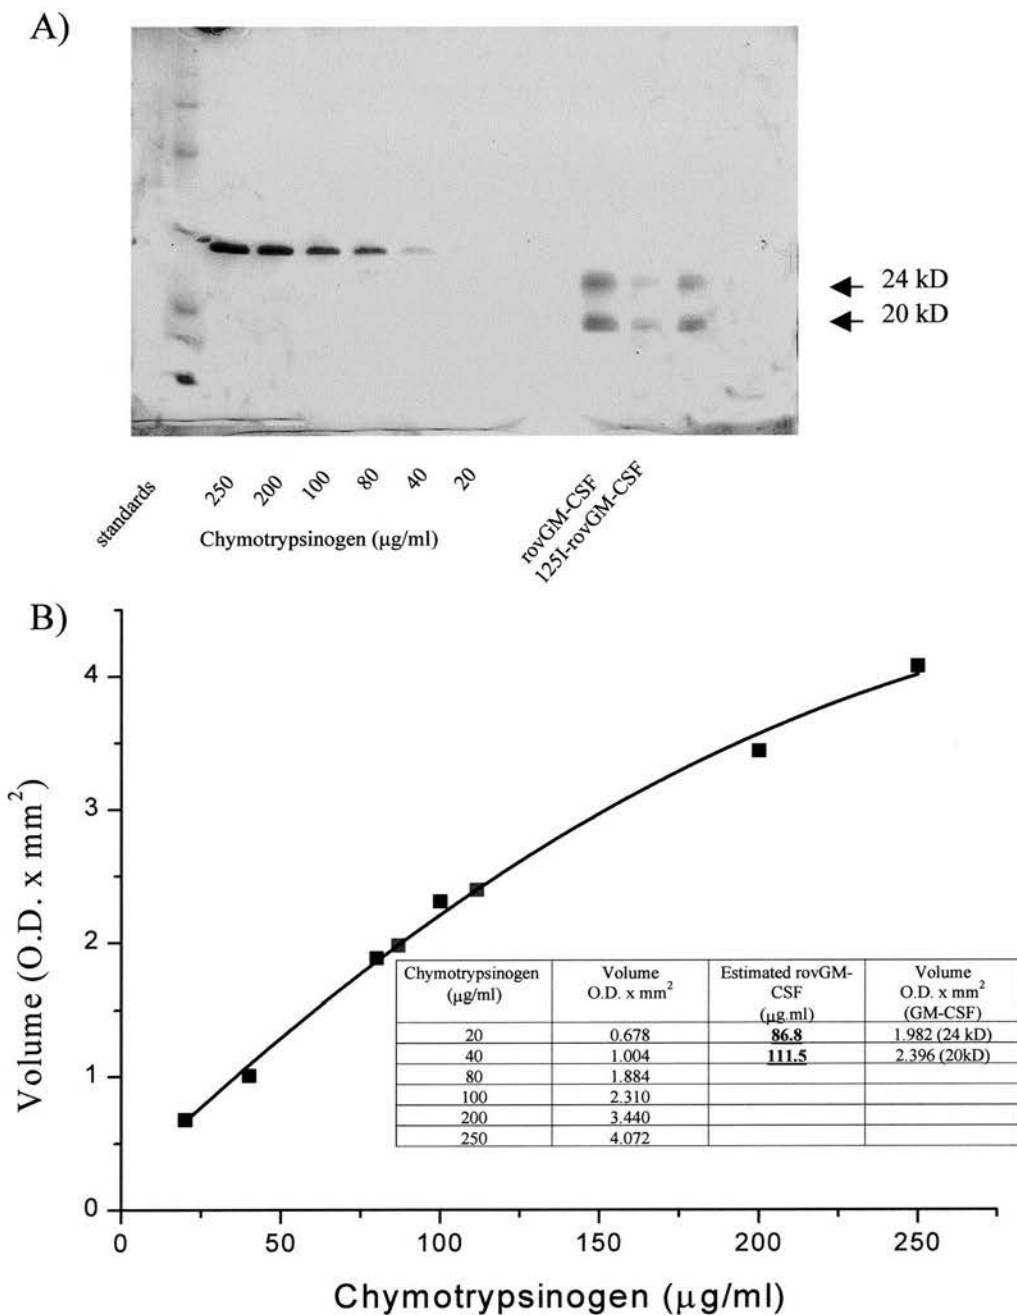 A)
24 kD
20 kD
standards
250
200
100
80
40
20
rovGM-CSF
125I-rovGM-CSF
Chymotrypsinogen (μg/ml)
B)
Volume (O.D. x mm²)
4
3
2
1
0
Chymotrypsinogen (μg/ml) Volume O.D. x mm² Estimated rovGM-CSF (μg.ml) Volume O.D. x mm² (GM-CSF)
20 0.678 86.8 1.982 (24 kD)
40 1.004 111.5 2.396 (20kD)
80 1.884
100 2.310
200 3.440
250 4.072
0 50 100 150 200 250
Chymotrypsinogen (μg/ml)